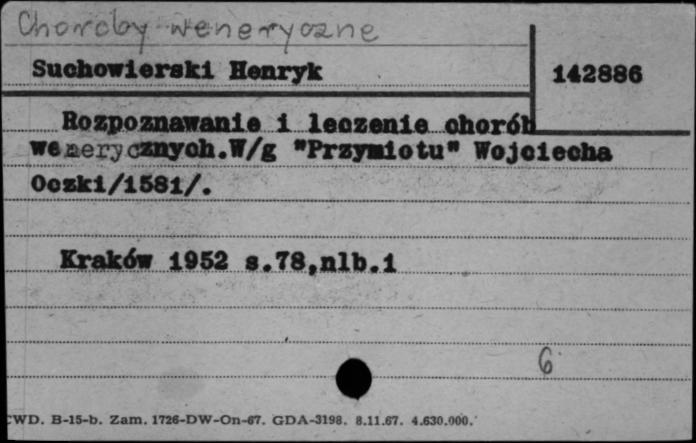 Choroby weneryczne
Suchowierski Henryk
142886
Rozpoznawanie i leczenie chorób
wenerycznych.W/g "Przymiotu" Wojciecha
Oczki/1581/.
Kraków 1952 s.78,nlb.1
6
CWD. B-15-b. Zam. 1726-DW-On-67. GDA-3198. 8.11.67. 4.630.000.